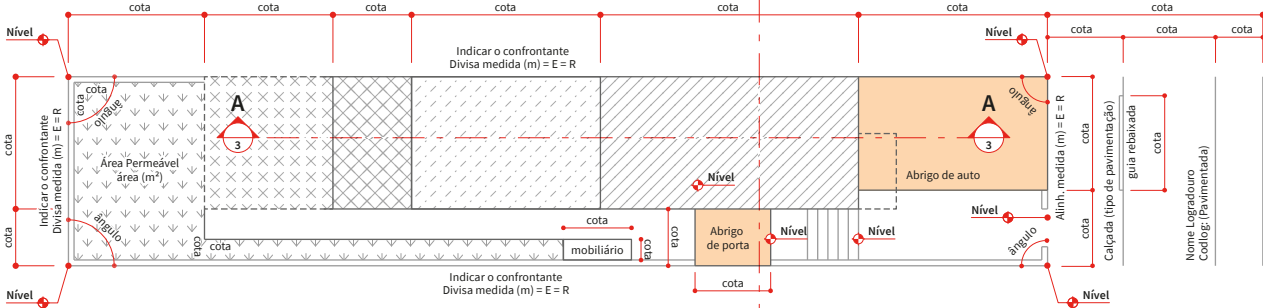 cota
cota
cota
cota
cota
cota
Nível
Nível
cota
cota
cota
Indicar o confrontante
Divisa medida (m) = E = R
cota
cota
ângulo
A
3
A
3
ângulo
cota
Indicar o confrontante
Divisa medida (m) = E = R
Área Permeável
área (m²)
Nível
Abrigo de auto
Alinh. medida (m) = E = R
Calçada (tipo de pavimentação)
guia rebaixada
cota
cota
Nome Logradouro
Codlog: (Pavimentada)
cota
ângulo
cota
cota
cota
mobiliário
cota
cota
Abrigo
de porta
Nível
Nível
Nível
ângulo
cota
Indicar o confrontante
Divisa medida (m) = E = R
cota
Nível
Nível